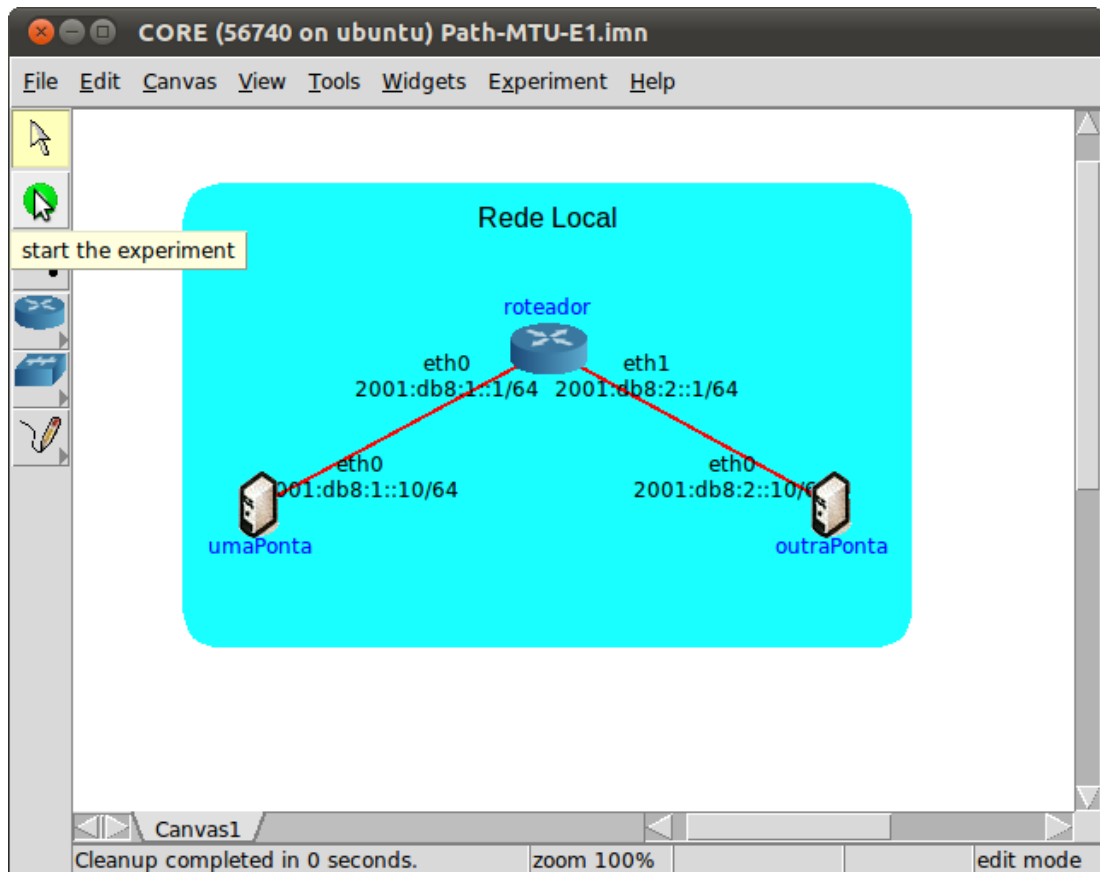 CORE (56740 on ubuntu) Path-MTU-E1.imn
File Edit Canvas View Tools Widgets Experiment Help
start the experiment
Rede Local
roteador
eth0
2001:db8:1::1/64
eth1
2001:db8:2::1/64
eth0
001:db8:1::10/64
umaPonta
eth0
2001:db8:2::10/6
outraPonta
Canvas1
Cleanup completed in 0 seconds.
zoom 100%
edit mode